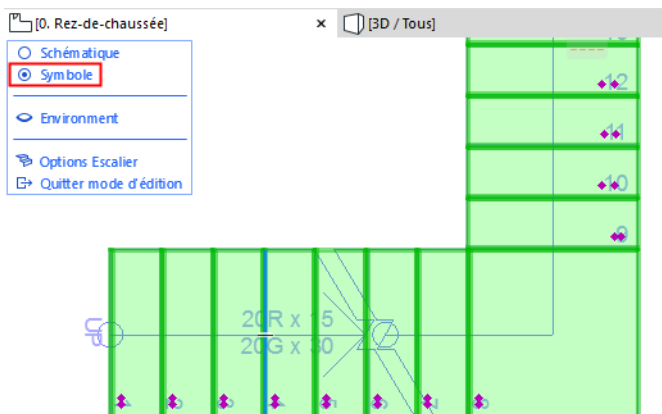 [0. Rez-de-chaussée]
[3D / Tous]
Schématique
Symbole
Environment
Options Escalier
Quitter mode d'édition
12
11
10
9
20R x 15
20G x 30